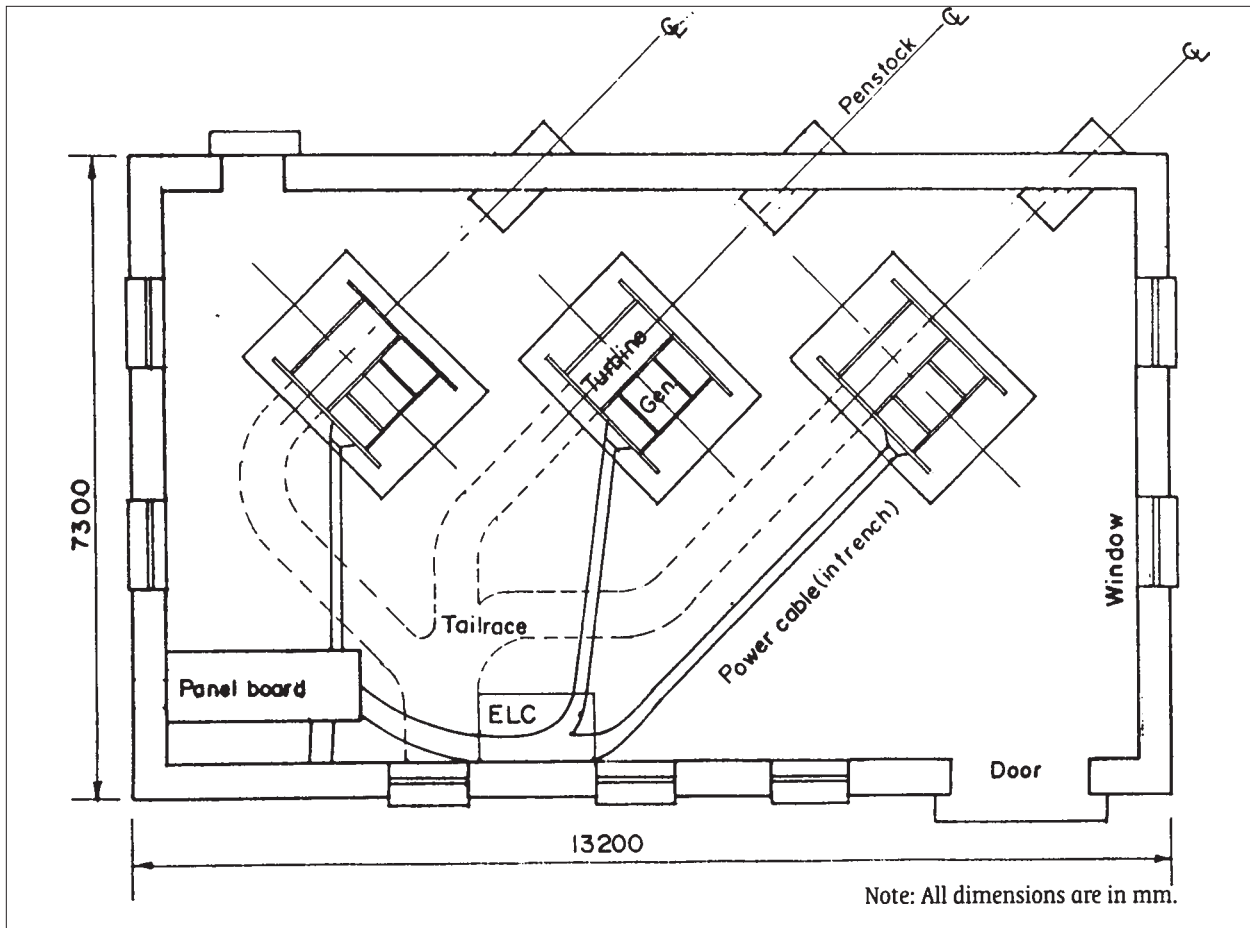 ℄
℄
℄
Penstock
Turbine
Gen.
7300
Window
Tailrace
Power cable(in trench)
Panel board
ELC
Door
13200
Note: All dimensions are in mm.